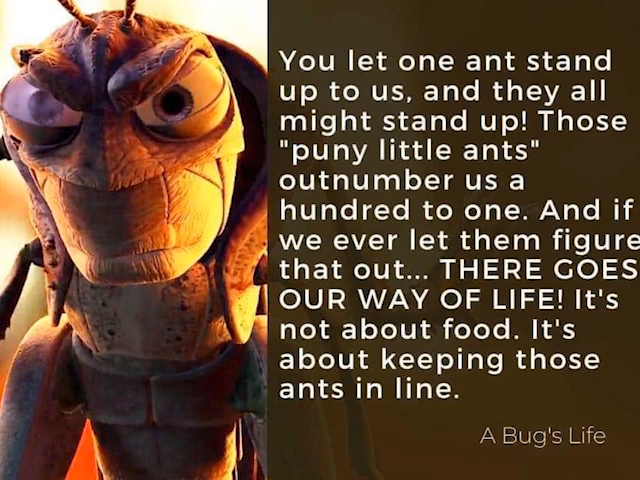 You let one ant stand
up to us, and they all
might stand up! Those
"puny little ants"
outnumber us a
hundred to one. And if
we ever let them figure
that out... THERE GOES
OUR WAY OF LIFE! It's
not about food. It's
about keeping those
ants in line.
A Bug's Life